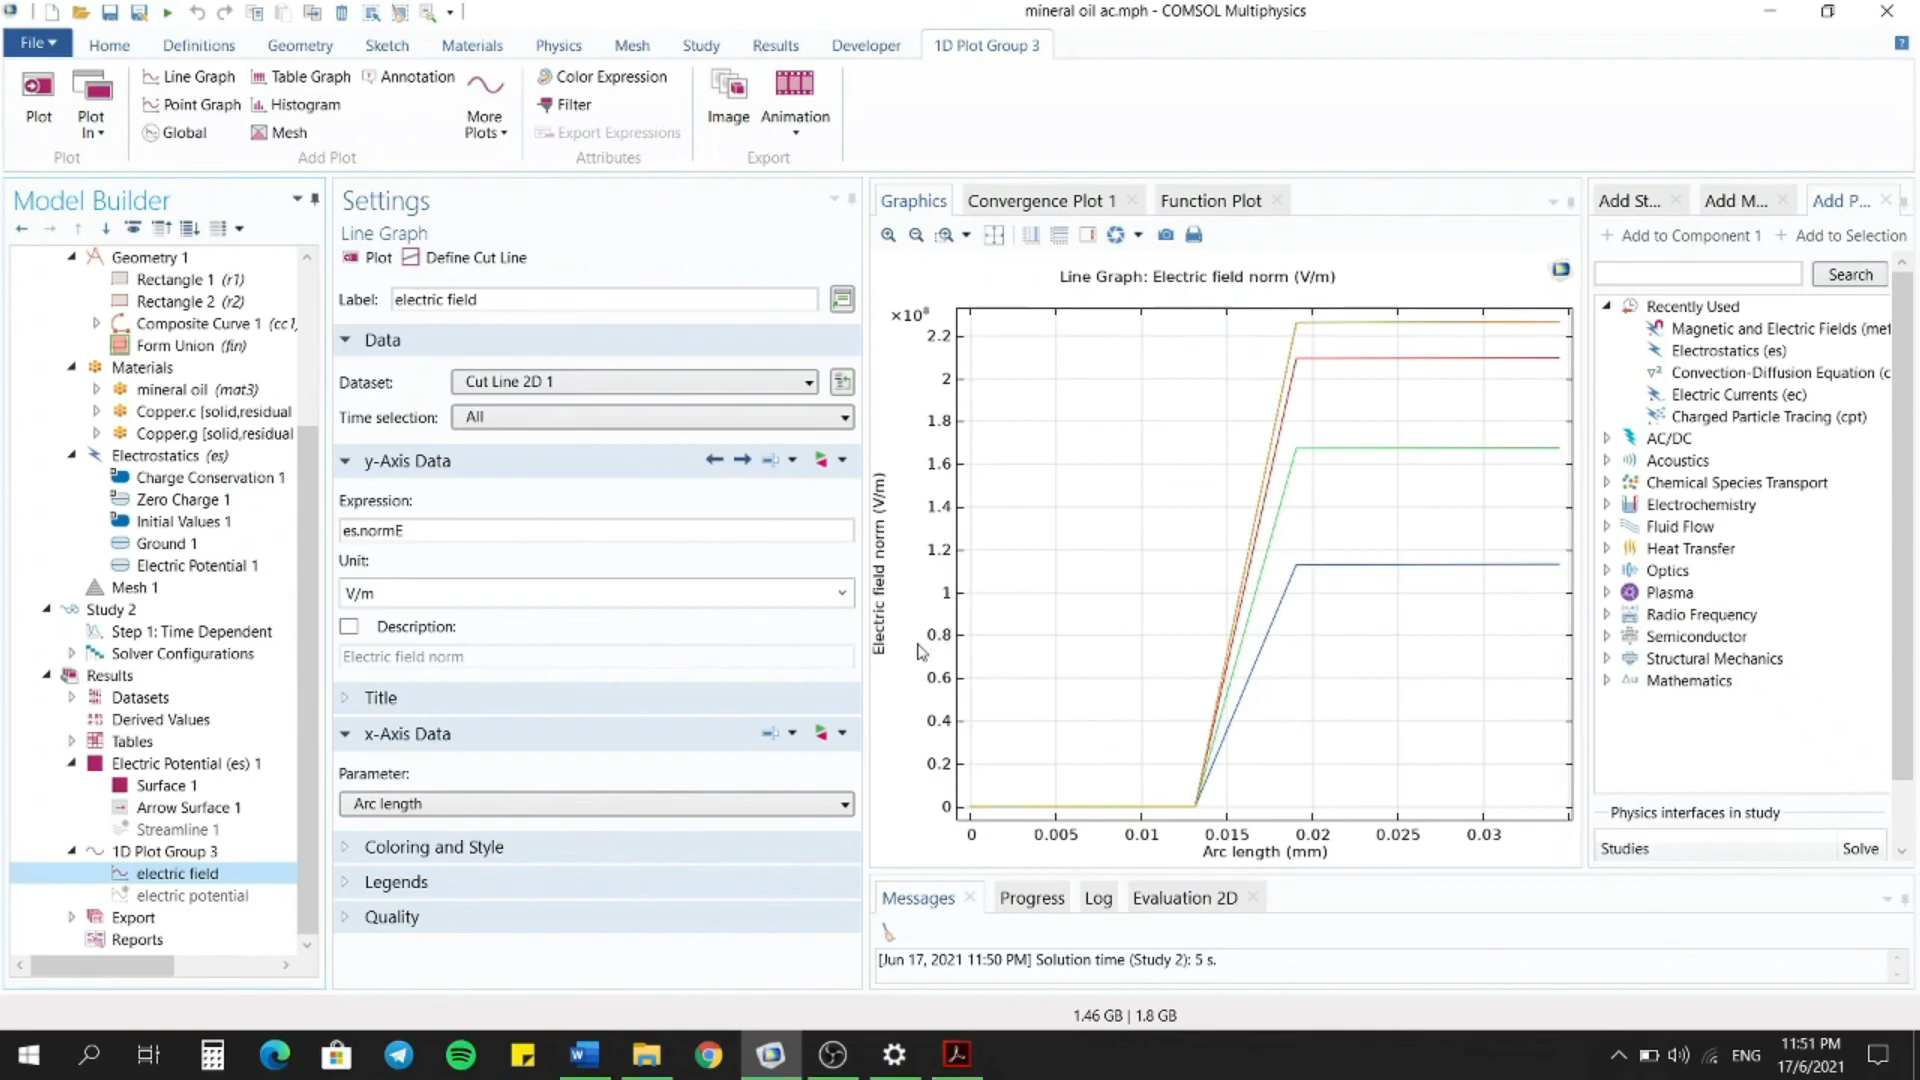 mineral oil ac.mph - COMSOL Multiphysics
File
Home
Definitions
Geometry
Sketch
Materials
Physics
Mesh
Study
Results
Developer
1D Plot Group 3
Plot
Plot In
Line Graph
Point Graph
Global
Table Graph
Histogram
Mesh
Annotation
More Plots
Color Expression
Filter
Export Expressions
Image
Animation
Plot
Add Plot
Attributes
Export
Model Builder
Geometry 1
Rectangle 1 (r1)
Rectangle 2 (r2)
Composite Curve 1 (cc1)
Form Union (fin)
Materials
mineral oil (mat3)
Copper.c [solid,residual
Copper.g [solid,residual
Electrostatics (es)
Charge Conservation 1
Zero Charge 1
Initial Values 1
Ground 1
Electric Potential 1
Mesh 1
Study 2
Step 1: Time Dependent
Solver Configurations
Results
Datasets
Derived Values
Tables
Electric Potential (es) 1
Surface 1
Arrow Surface 1
Streamline 1
1D Plot Group 3
electric field
electric potential
Export
Reports
Settings
Line Graph
Plot
Define Cut Line
Label: electric field
Data
Dataset: Cut Line 2D 1
Time selection: All
y-Axis Data
Expression:
es.normE
Unit:
V/m
Description:
Electric field norm
Title
x-Axis Data
Parameter:
Arc length
Coloring and Style
Legends
Quality
Graphics
Convergence Plot 1
Function Plot
Line Graph: Electric field norm (V/m)
×10⁸
2.2
2
1.8
1.6
1.4
1.2
1
0.8
0.6
0.4
0.2
0
Electric field norm (V/m)
0 0.005 0.01 0.015 0.02 0.025 0.03
Arc length (mm)
Messages
Progress
Log
Evaluation 2D
[Jun 17, 2021 11:50 PM] Solution time (Study 2): 5 s.
Add St...
Add M...
Add P...
+ Add to Component 1
+ Add to Selection
Search
Recently Used
Magnetic and Electric Fields (mef
Electrostatics (es)
Convection-Diffusion Equation (c
Electric Currents (ec)
Charged Particle Tracing (cpt)
AC/DC
Acoustics
Chemical Species Transport
Electrochemistry
Fluid Flow
Heat Transfer
Optics
Plasma
Radio Frequency
Semiconductor
Structural Mechanics
Mathematics
Physics interfaces in study
Studies
Solve
1.46 GB | 1.8 GB
ENG
11:51 PM
17/6/2021